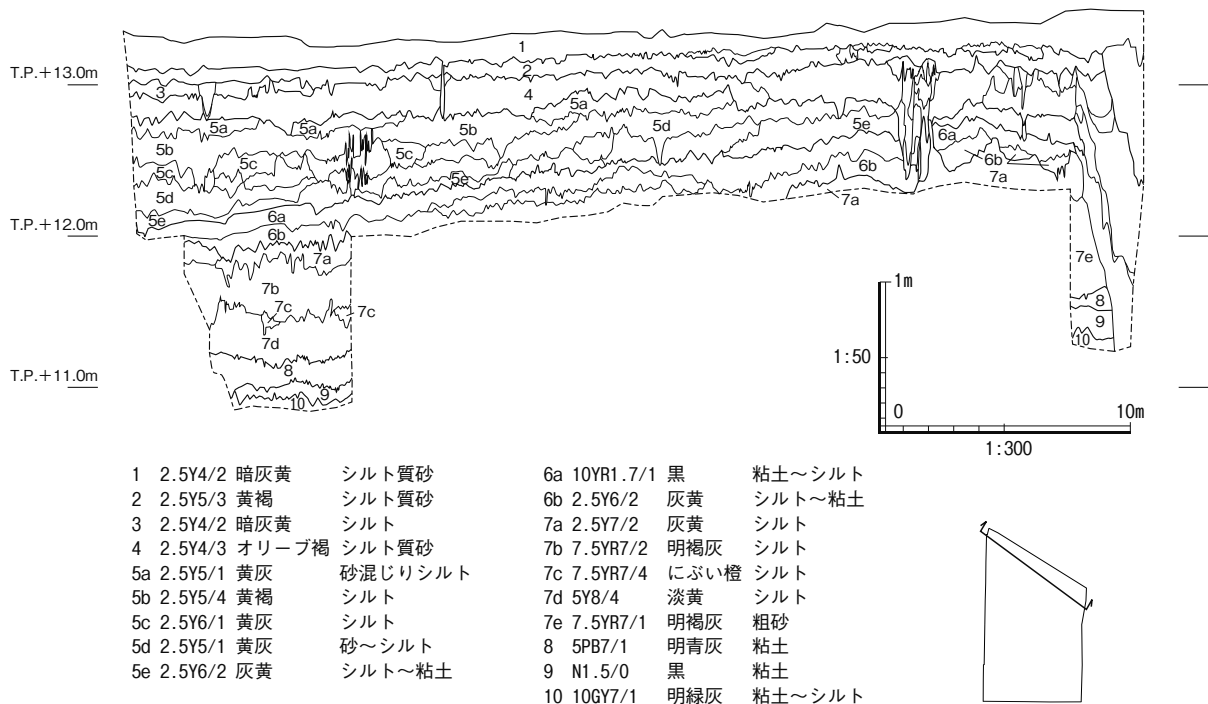 1
T.P.+13.0m
2
3
4
5a
5a
5a
5b
5d
5e
5b
5c
5c
6a
5c
5e
6b
6b
5d
7a
7a
T.P.+12.0m
5e
6a
6b
7a
7e
7b
1m
7c
7c
8
7d
9
10
1:50
8
T.P.+11.0m
9
10
0
10m
1:300
1 2.5Y4/2 暗灰黄 シルト質砂
2 2.5Y5/3 黄褐 シルト質砂
3 2.5Y4/2 暗灰黄 シルト
4 2.5Y4/3 オリーブ褐 シルト質砂
5a 2.5Y5/1 黄灰 砂混じりシルト
5b 2.5Y5/4 黄褐 シルト
5c 2.5Y6/1 黄灰 シルト
5d 2.5Y5/1 黄灰 砂～シルト
5e 2.5Y6/2 灰黄 シルト～粘土
6a 10YR1.7/1 黒 粘土～シルト
6b 2.5Y6/2 灰黄 シルト～粘土
7a 2.5Y7/2 灰黄 シルト
7b 7.5YR7/2 明褐灰 シルト
7c 7.5YR7/4 にぶい橙 シルト
7d 5Y8/4 淡黄 シルト
7e 7.5YR7/1 明褐灰 粗砂
8 5PB7/1 明青灰 粘土
9 N1.5/0 黒 粘土
10 10GY7/1 明緑灰 粘土～シルト